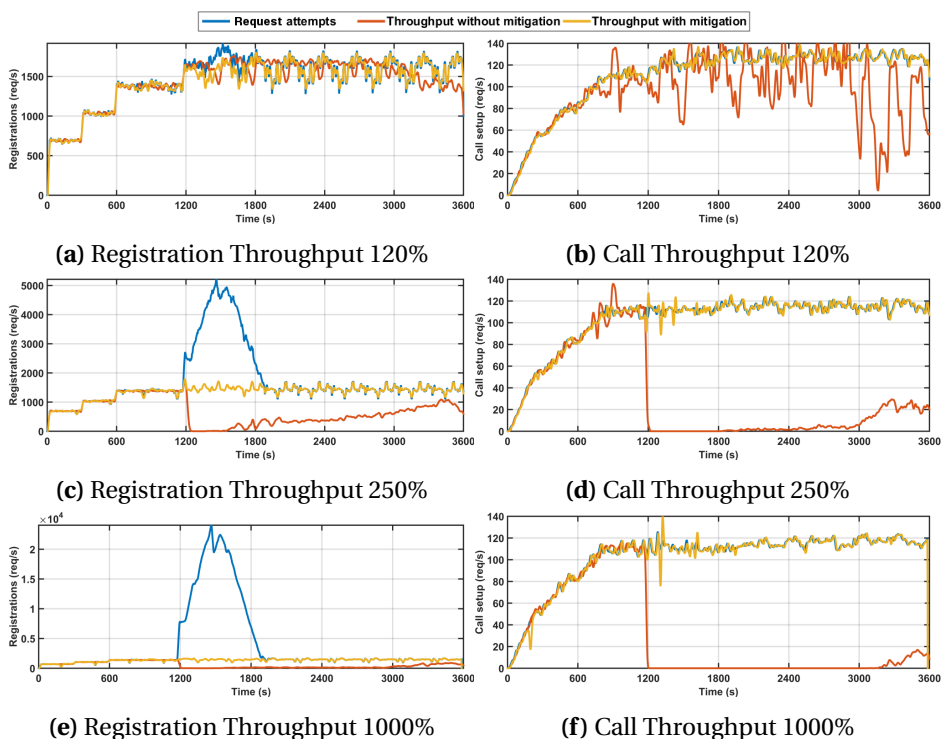 Request attempts Throughput without mitigation Throughput with mitigation
Registrations (req/s)
1500
1000
500
0
0 600 1200 1800 2400 3000 3600
Time (s)
(a) Registration Throughput 120%
Call setup (req/s)
140
120
100
80
60
40
20
0
0 600 1200 1800 2400 3000 3600
Time (s)
(b) Call Throughput 120%
Registrations (req/s)
5000
4000
3000
2000
1000
0
0 600 1200 1800 2400 3000 3600
Time (s)
(c) Registration Throughput 250%
Call setup (req/s)
140
120
100
80
60
40
20
0
0 600 1200 1800 2400 3000 3600
Time (s)
(d) Call Throughput 250%
×10⁴
Registrations (req/s)
2
1.5
1
0.5
0
0 600 1200 1800 2400 3000 3600
Time (s)
(e) Registration Throughput 1000%
Call setup (req/s)
140
120
100
80
60
40
20
0
0 600 1200 1800 2400 3000 3600
Time (s)
(f) Call Throughput 1000%